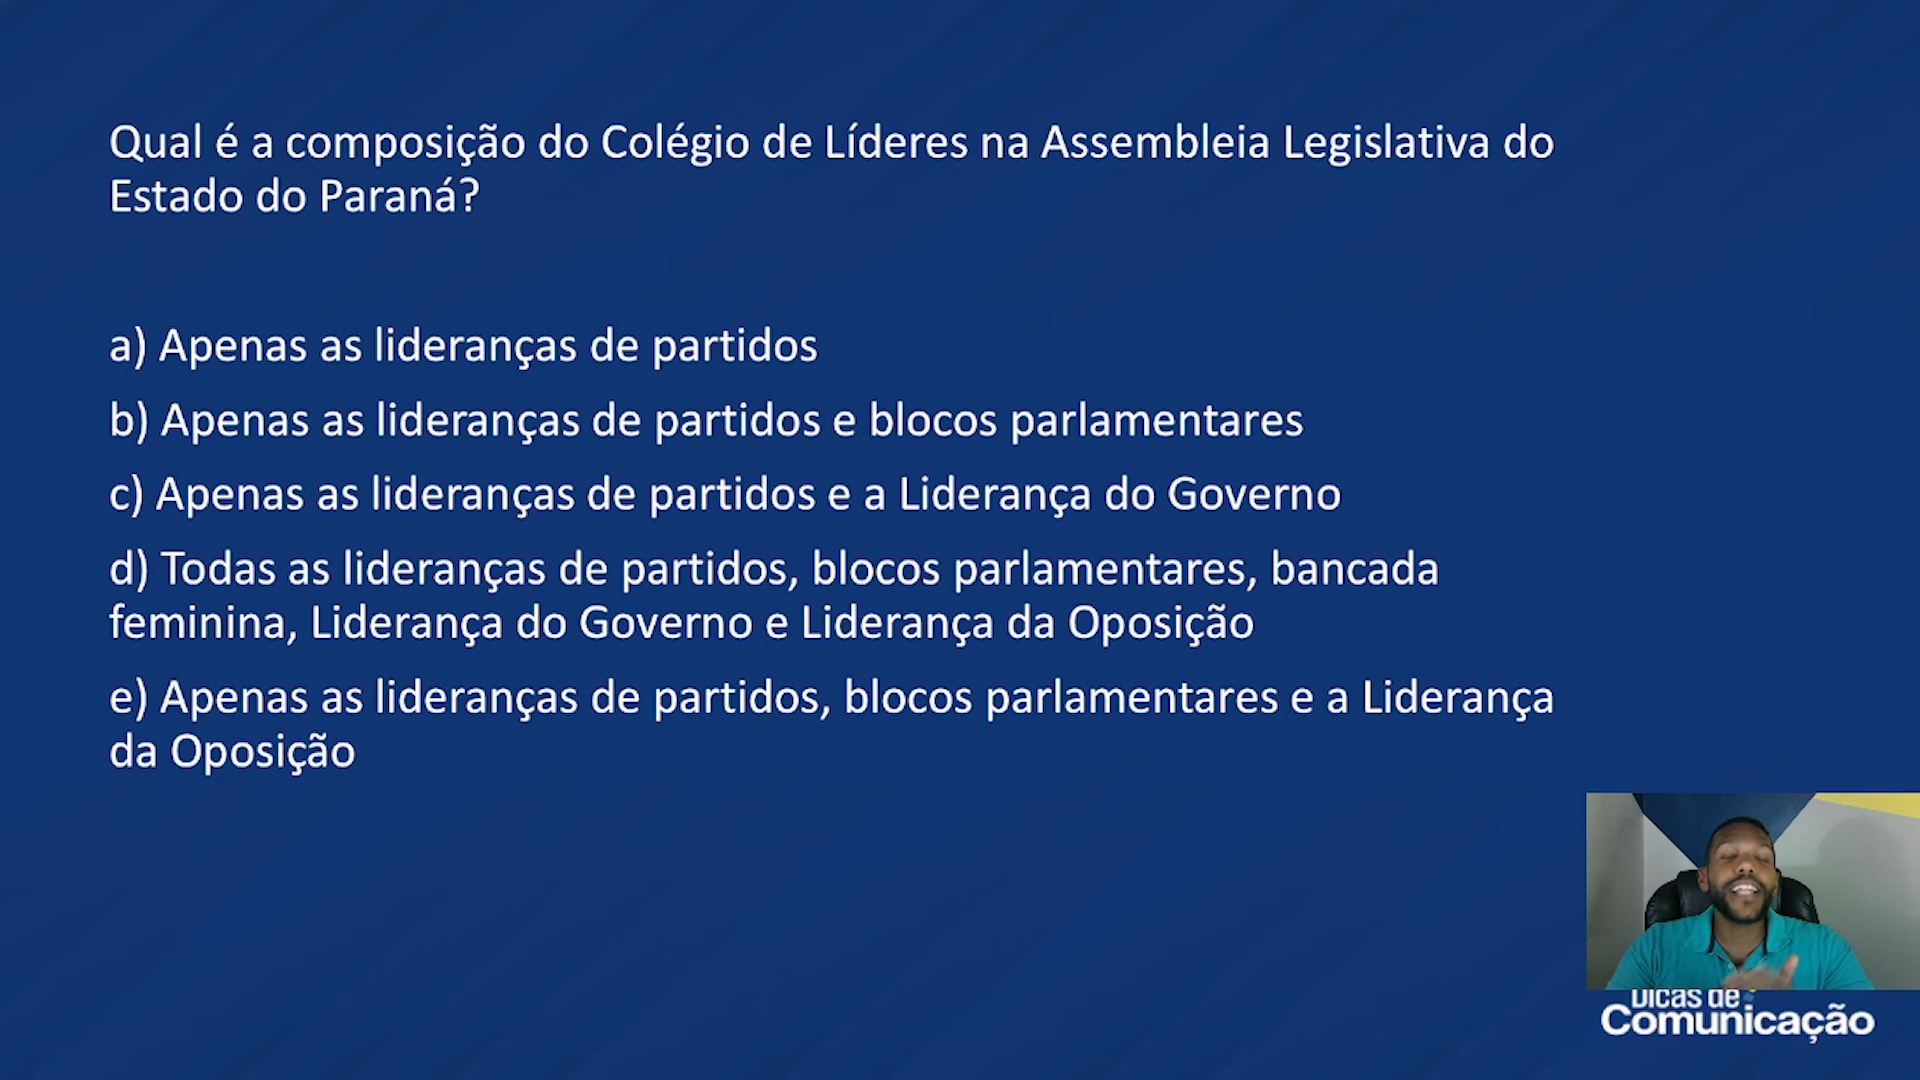 Qual é a composição do Colégio de Líderes na Assembleia Legislativa do
Estado do Paraná?
a) Apenas as lideranças de partidos
b) Apenas as lideranças de partidos e blocos parlamentares
c) Apenas as lideranças de partidos e a Liderança do Governo
d) Todas as lideranças de partidos, blocos parlamentares, bancada
feminina, Liderança do Governo e Liderança da Oposição
e) Apenas as lideranças de partidos, blocos parlamentares e a Liderança
da Oposição
Dicas de
Comunicação